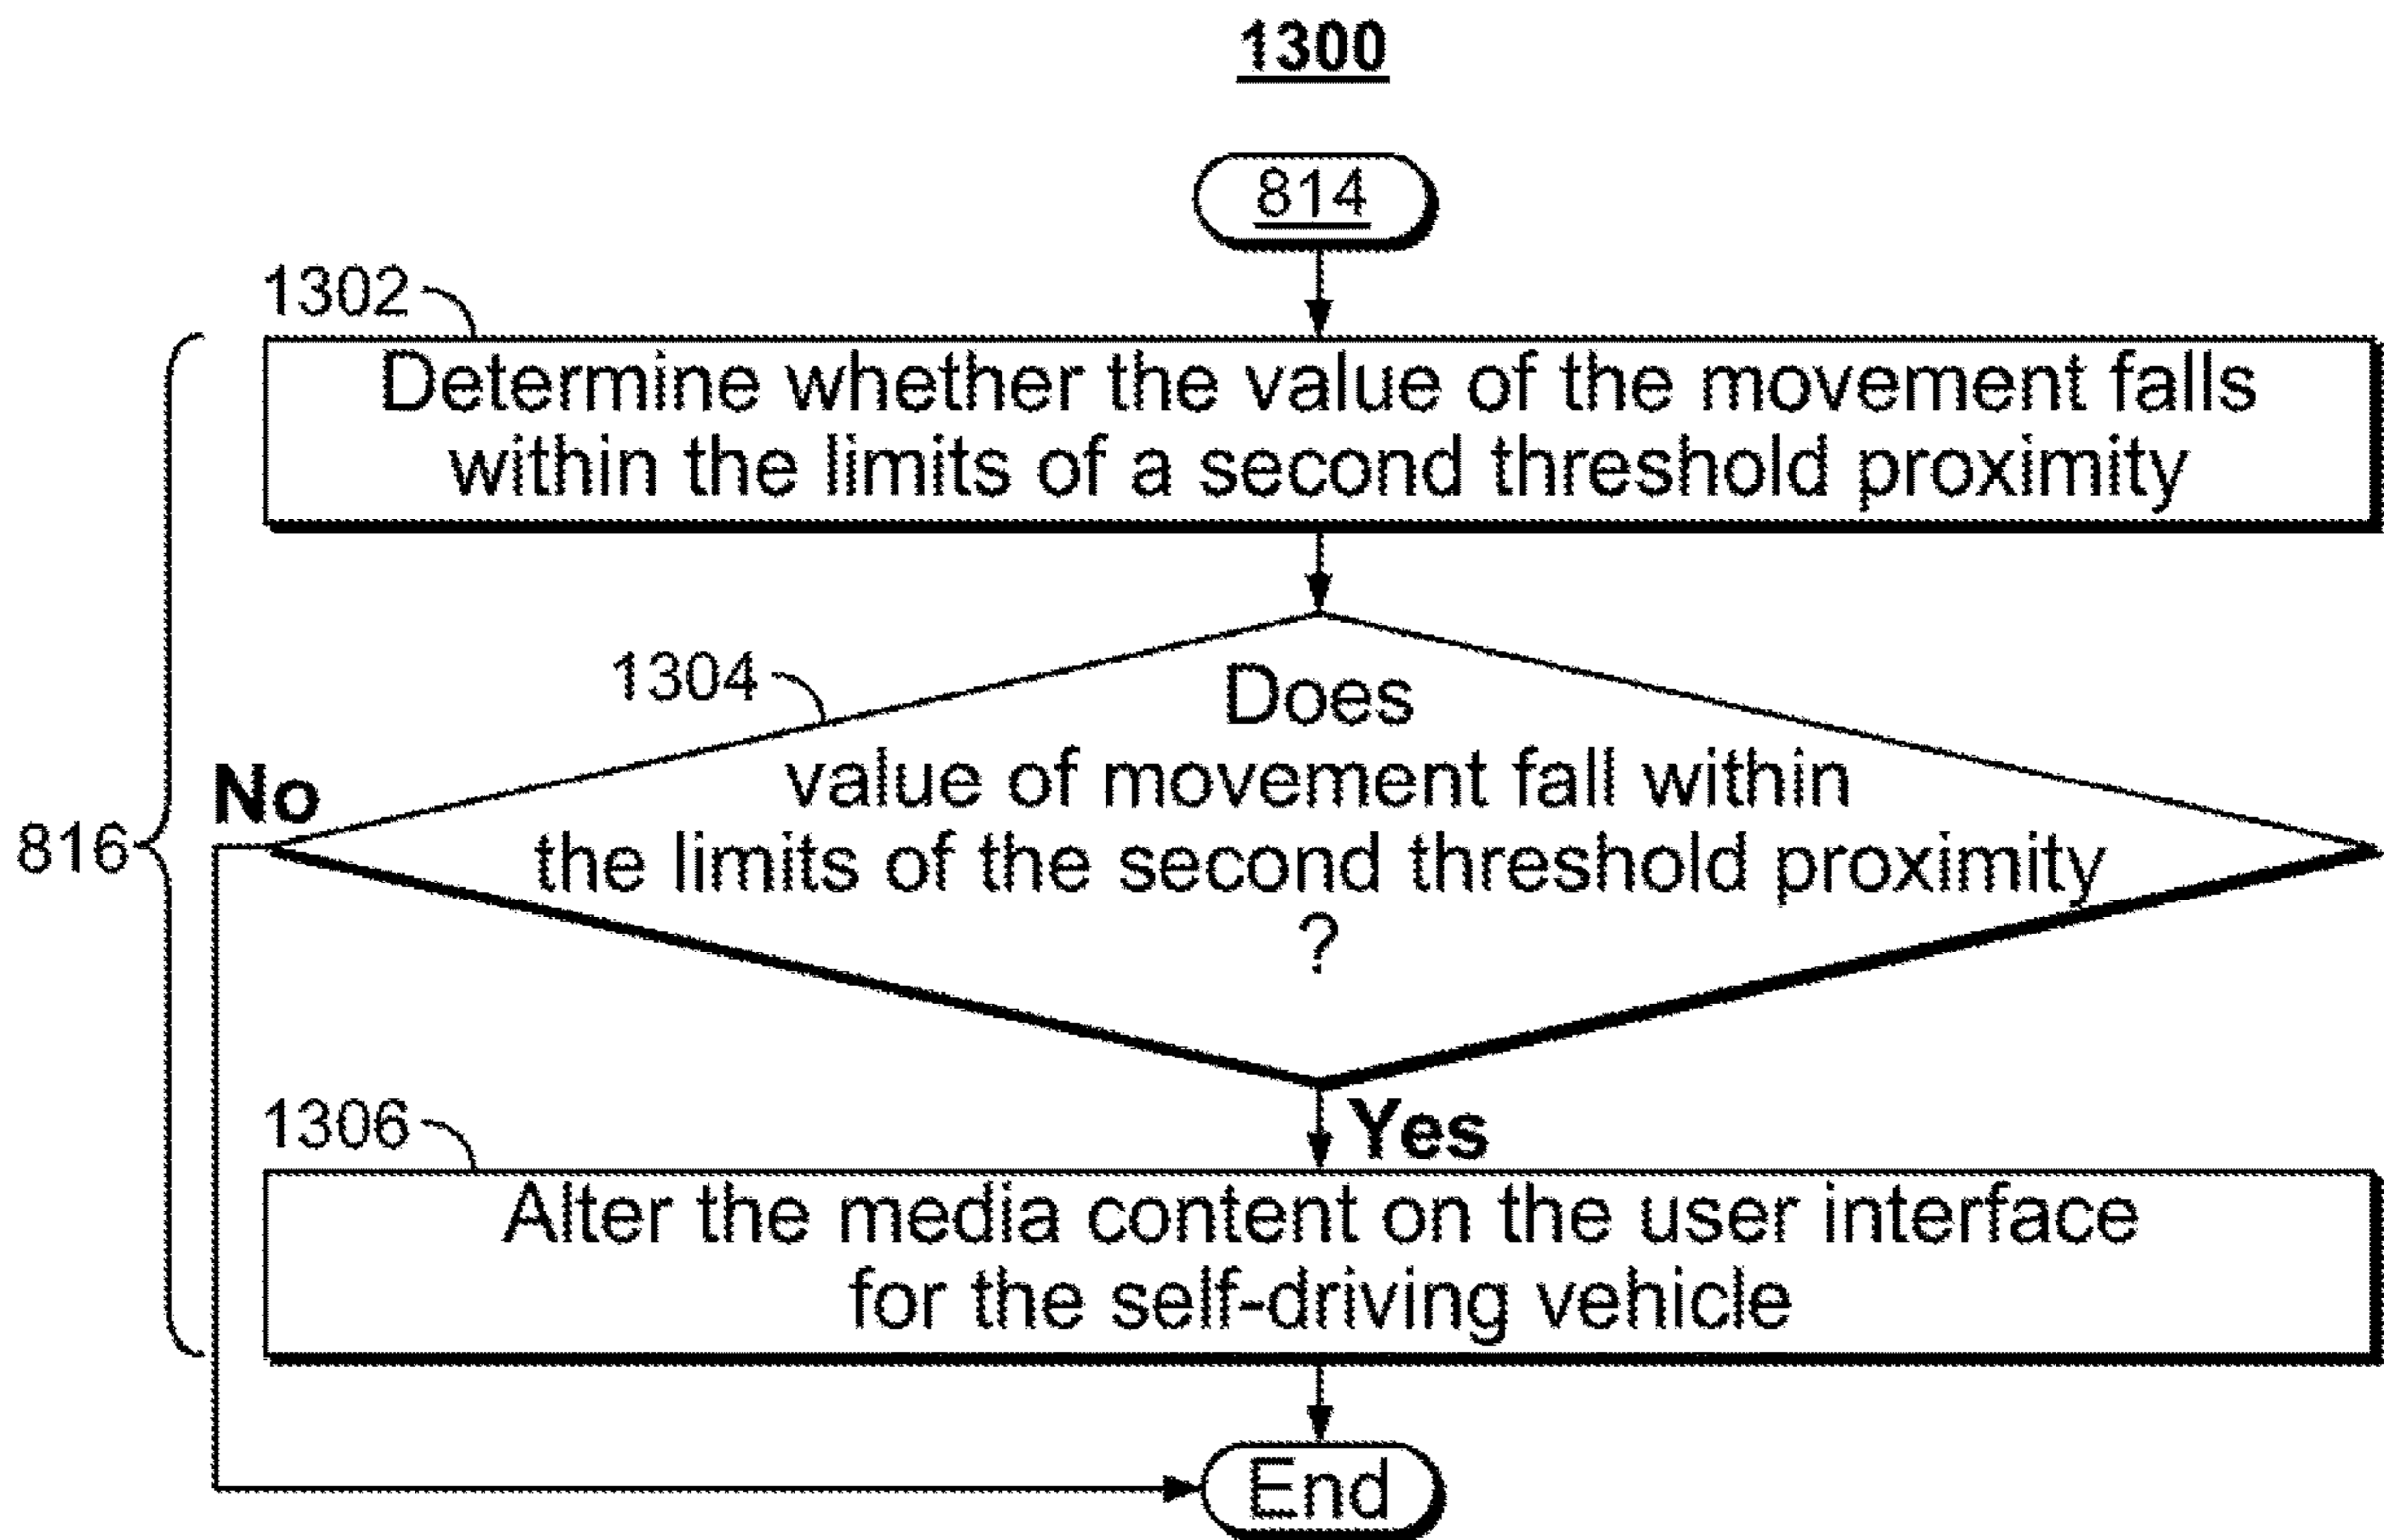 1300
814
1302
Determine whether the value of the movement falls
within the limits of a second threshold proximity
1304
Does
value of movement fall within
the limits of the second threshold proximity
?
No
816
Yes
1306
Alter the media content on the user interface
for the self-driving vehicle
End